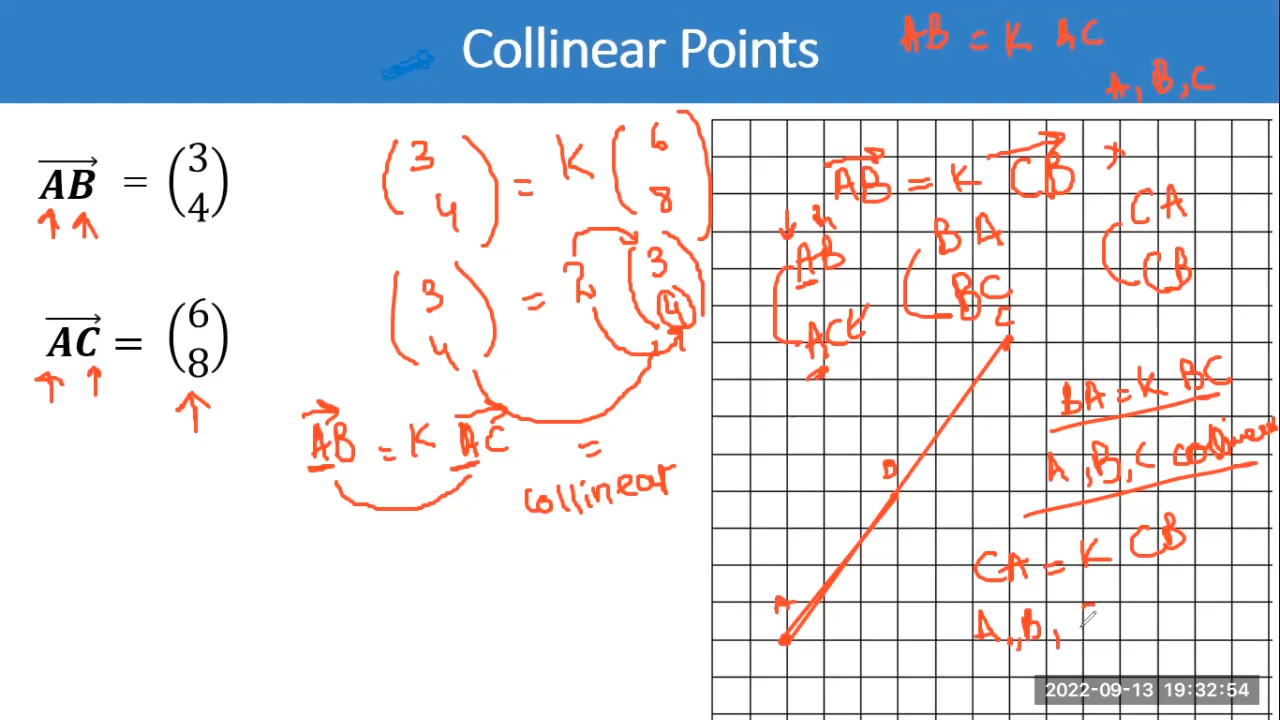 Collinear Points
AB = K AC
A, B, C
AB = (3 4)
(3 4) = K (6 8)
(3 4) = 2 (3 4)
AC = (6 8)
AB = K AC =
collinear
AB = K CB
AB
AC
BA
BC
CA
CB
C
B
A
BA = K BC
A, B, C collinear
CA = K CB
A, B,
2022-09-13 19:32:54